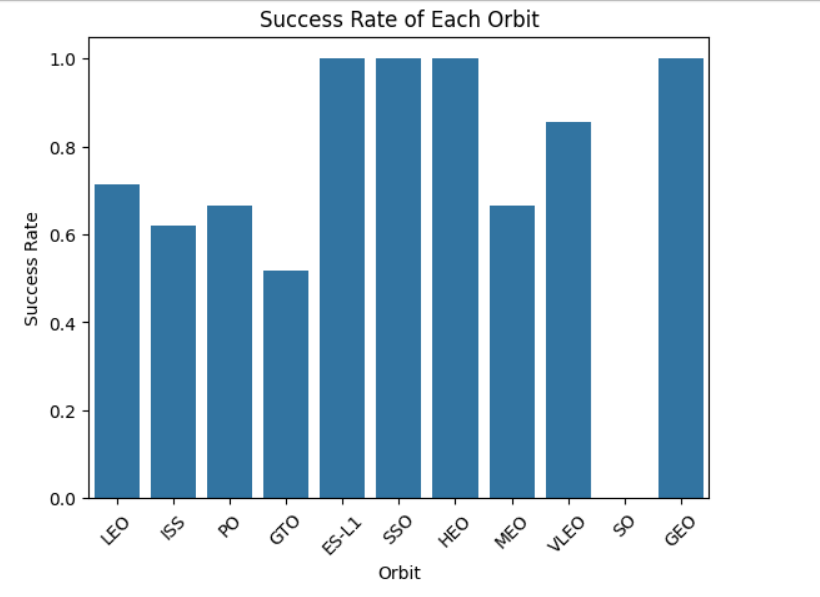 Success Rate of Each Orbit
1.0
0.8
0.6
0.4
0.2
0.0
Success Rate
LEO
ISS
PO
GTO
ES-L1
SSO
HEO
MEO
VLEO
SO
GEO
Orbit